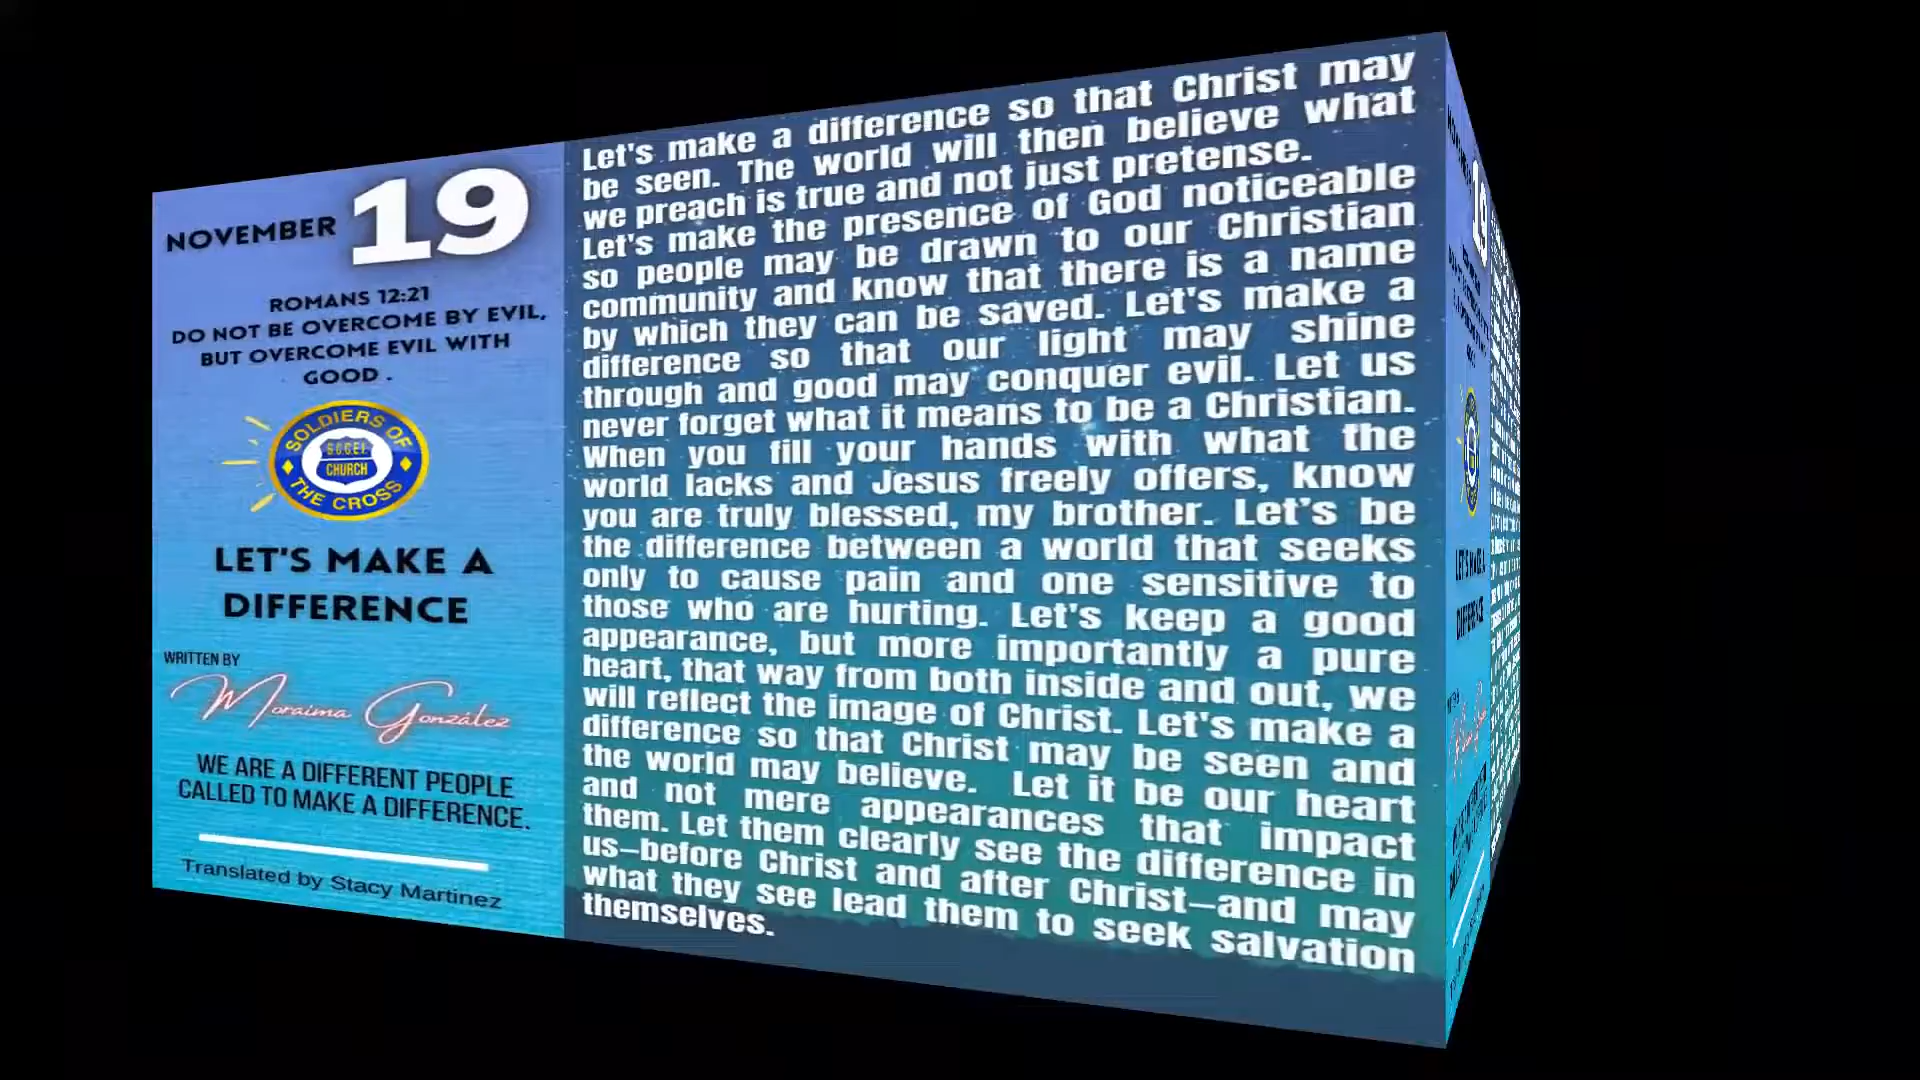 NOVEMBER 19
ROMANS 12:21
DO NOT BE OVERCOME BY EVIL,
BUT OVERCOME EVIL WITH
GOOD .
SOLDIERS OF
S.O.C.E.I.
CHURCH
THE CROSS
LET'S MAKE A
DIFFERENCE
WRITTEN BY
Moraima González
WE ARE A DIFFERENT PEOPLE
CALLED TO MAKE A DIFFERENCE.
Translated by Stacy Martinez
Let's make a difference so that Christ may
be seen. The world will then believe what
we preach is true and not just pretense.
Let's make the presence of God noticeable
so people may be drawn to our Christian
community and know that there is a name
by which they can be saved. Let's make a
difference so that our light may shine
through and good may conquer evil. Let us
never forget what it means to be a Christian.
When you fill your hands with what the
world lacks and Jesus freely offers, know
you are truly blessed, my brother. Let's be
the difference between a world that seeks
only to cause pain and one sensitive to
those who are hurting. Let's keep a good
appearance, but more importantly a pure
heart, that way from both inside and out, we
will reflect the image of Christ. Let's make a
difference so that Christ may be seen and
the world may believe. Let it be our heart
and not mere appearances that impact
them. Let them clearly see the difference in
us—before Christ and after Christ—and may
what they see lead them to seek salvation
themselves.